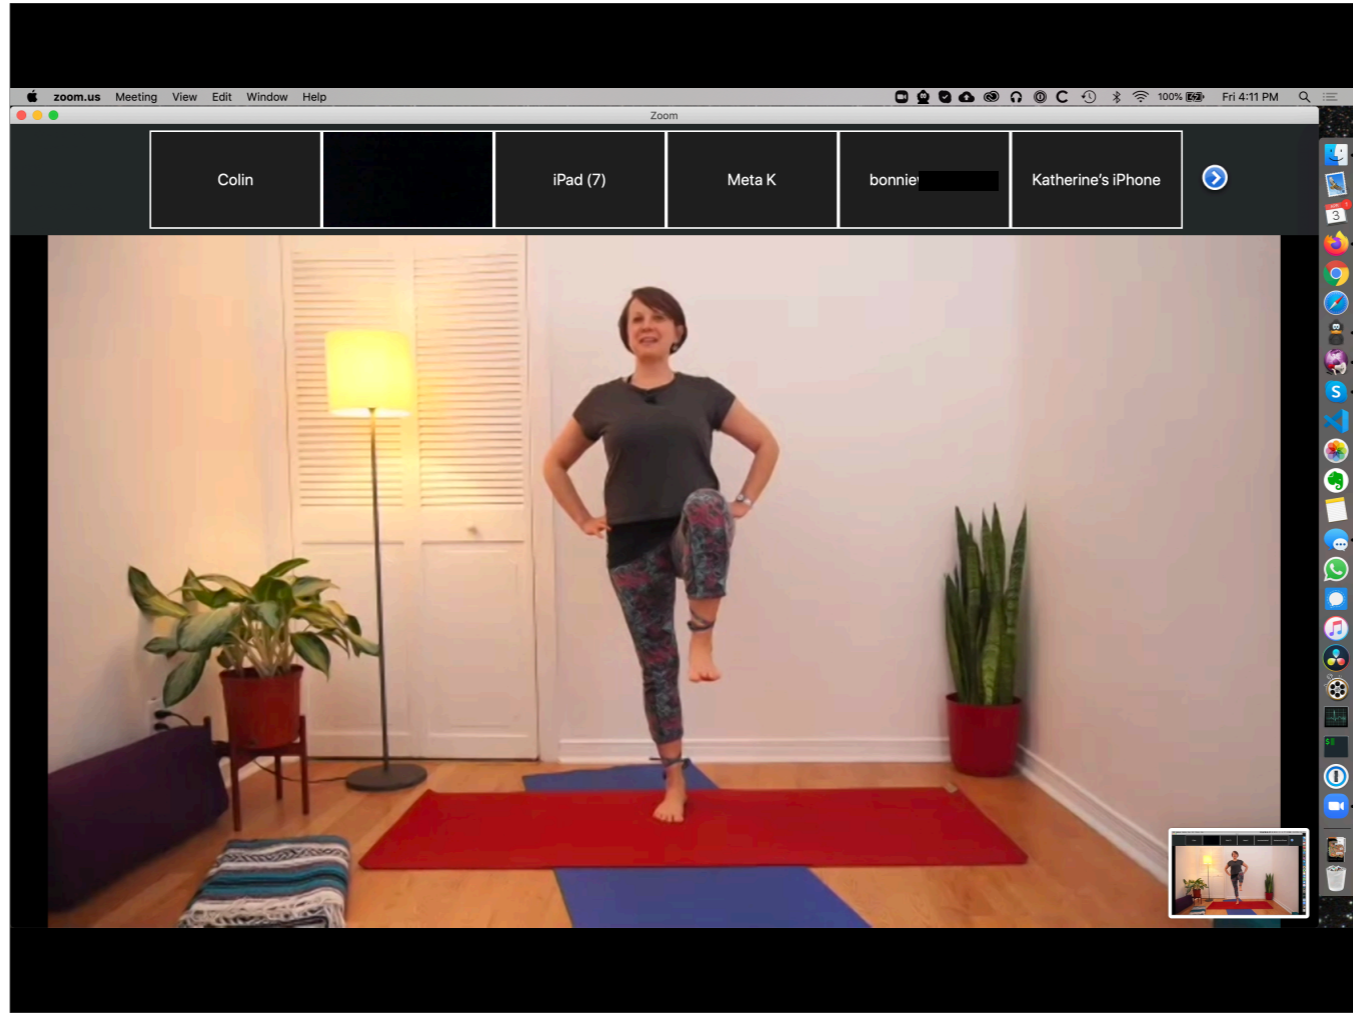 zoom.us Meeting View Edit Window Help 100% Fri 4:11 PM
Zoom
Colin iPad (7) Meta K bonnie Katherine's iPhone
3